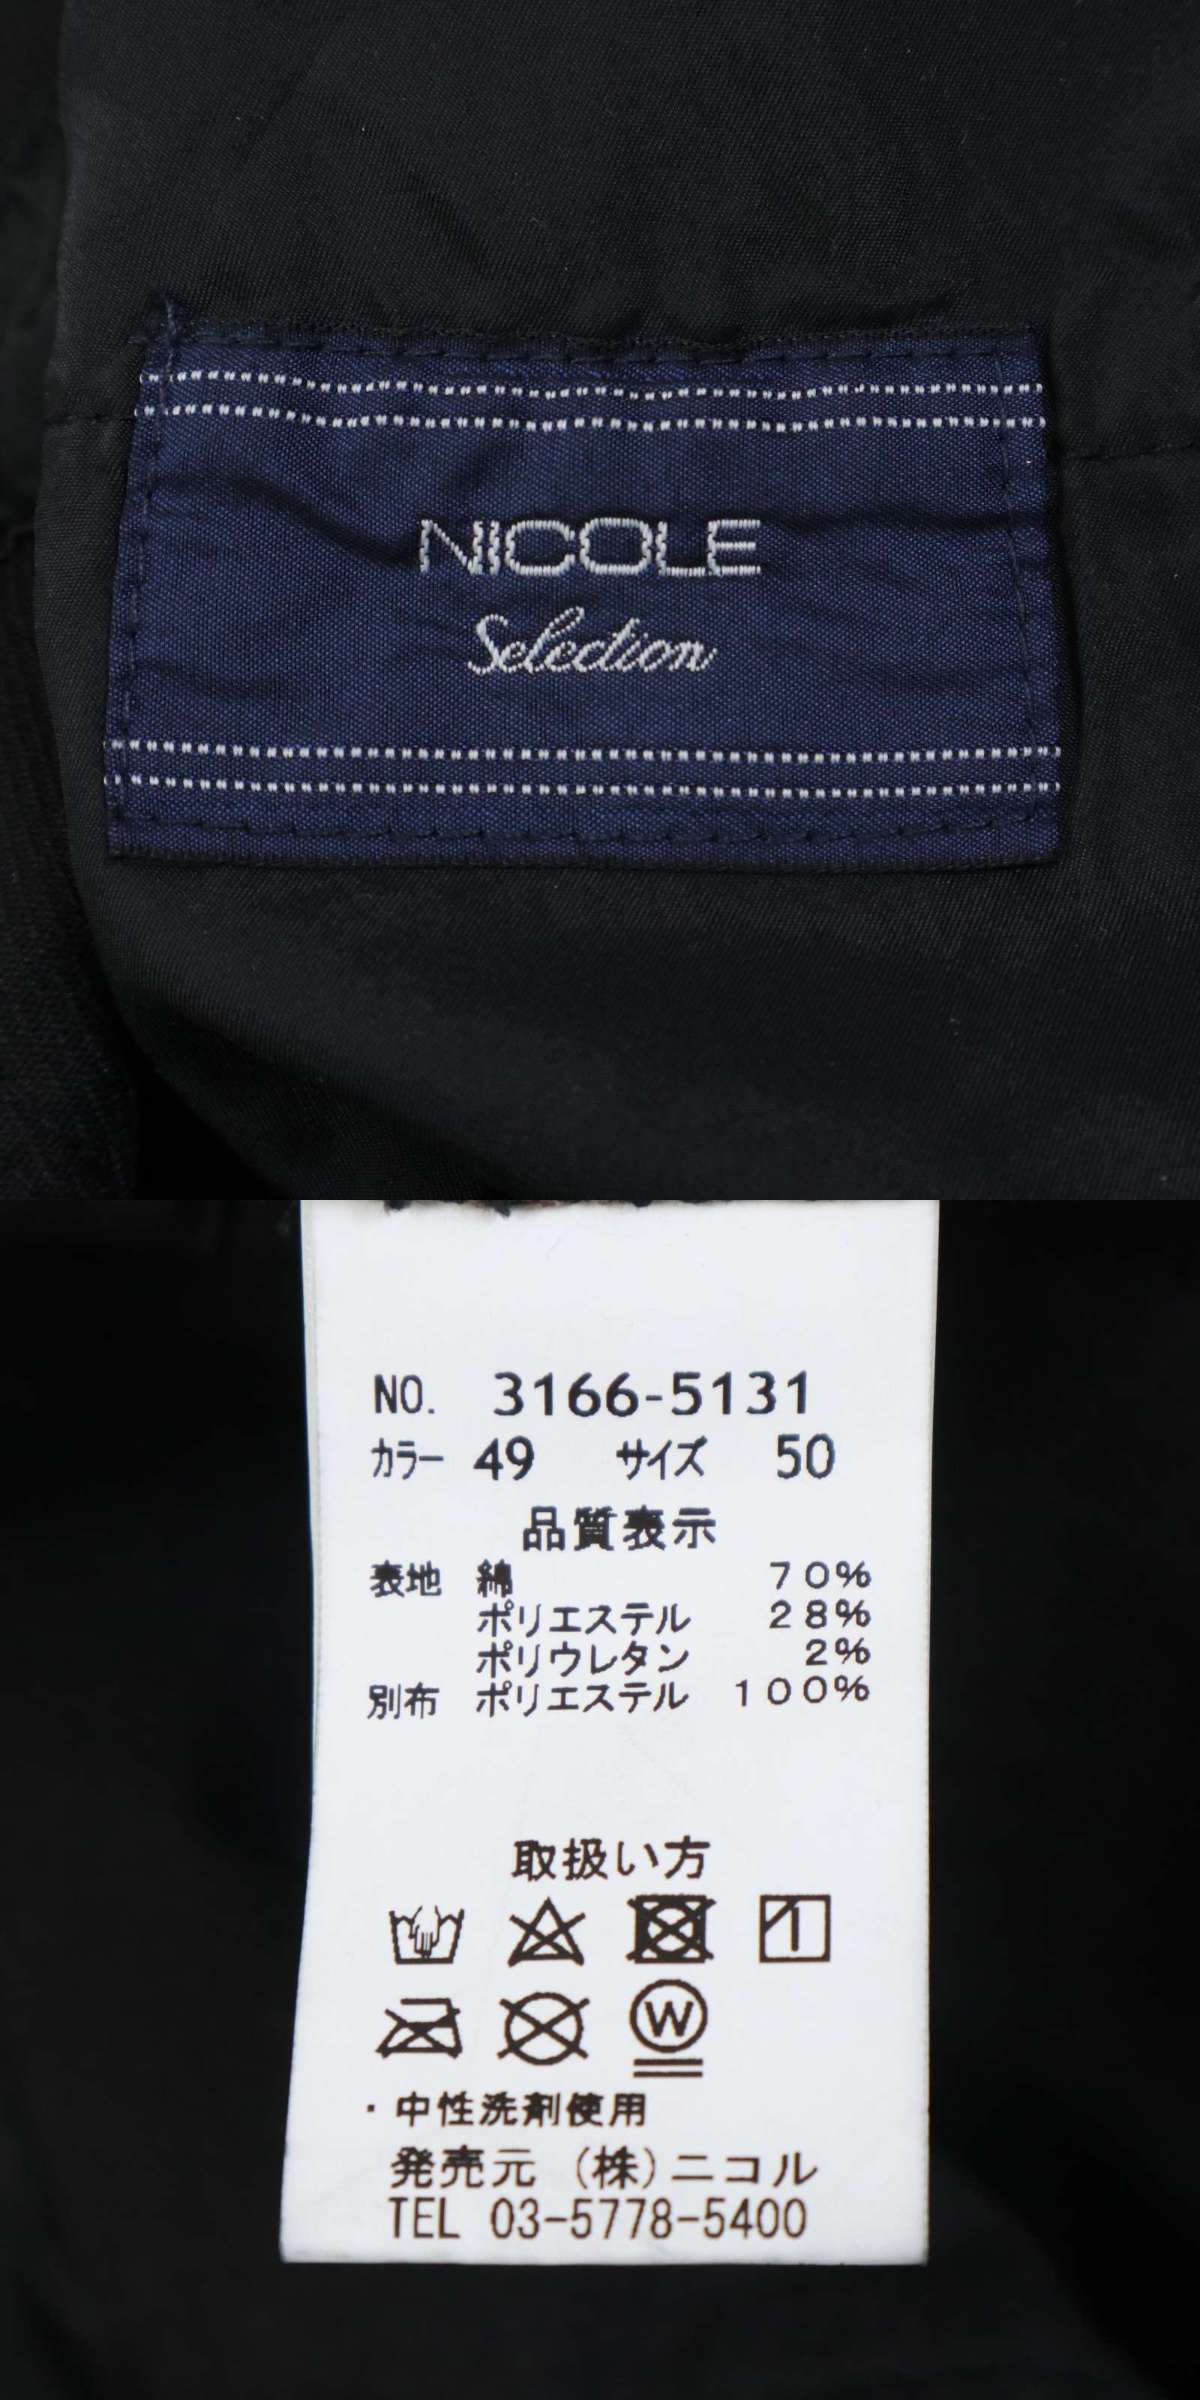 NICOLE
Selection
NO. 3166-5131
カラー 49 サイズ 50
品質表示
表地 綿 70%
ポリエステル 28%
ポリウレタン 2%
別布 ポリエステル 100%
取扱い方
1
W
・中性洗剤使用
発売元 (株)ニコル
TEL 03-5778-5400